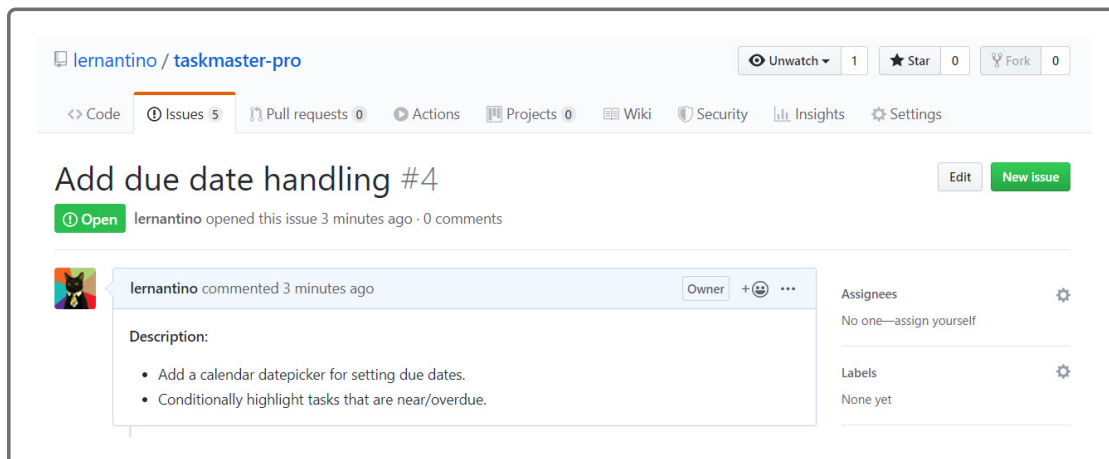 lernantino / taskmaster-pro
Unwatch 1 Star 0 Fork 0
Code Issues 5 Pull requests 0 Actions Projects 0 Wiki Security Insights Settings
Add due date handling #4
Edit New issue
Open lernantino opened this issue 3 minutes ago · 0 comments
lernantino commented 3 minutes ago Owner
Assignees
No one—assign yourself
Description:
• Add a calendar datepicker for setting due dates.
• Conditionally highlight tasks that are near/overdue.
Labels
None yet